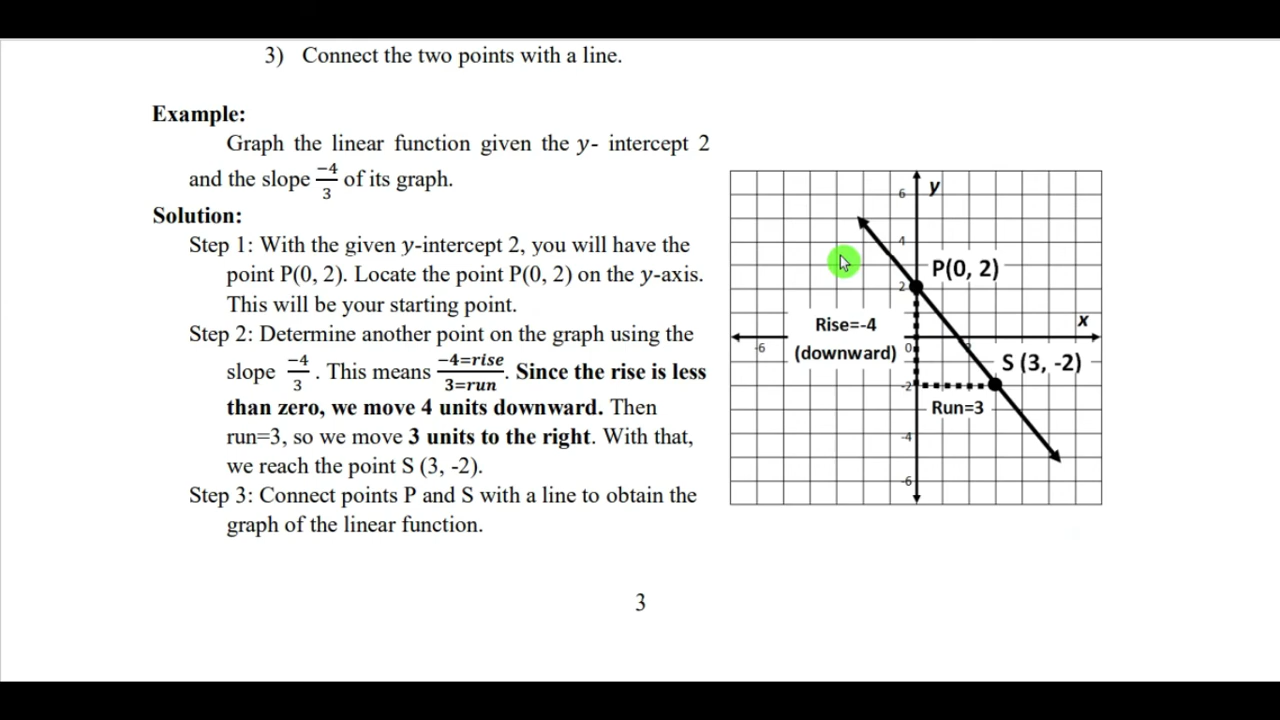 3) Connect the two points with a line.
Example:
Graph the linear function given the y- intercept 2
and the slope −4/3 of its graph.
Solution:
Step 1: With the given y-intercept 2, you will have the
point P(0, 2). Locate the point P(0, 2) on the y-axis.
This will be your starting point.
Step 2: Determine another point on the graph using the
slope −4/3 . This means −4=rise/3=run. Since the rise is less
than zero, we move 4 units downward. Then
run=3, so we move 3 units to the right. With that,
we reach the point S (3, -2).
Step 3: Connect points P and S with a line to obtain the
graph of the linear function.
6 y
4
P(0, 2)
2
Rise=-4
x
-6 0
(downward)
S (3, -2)
-2
Run=3
-4
-6
3